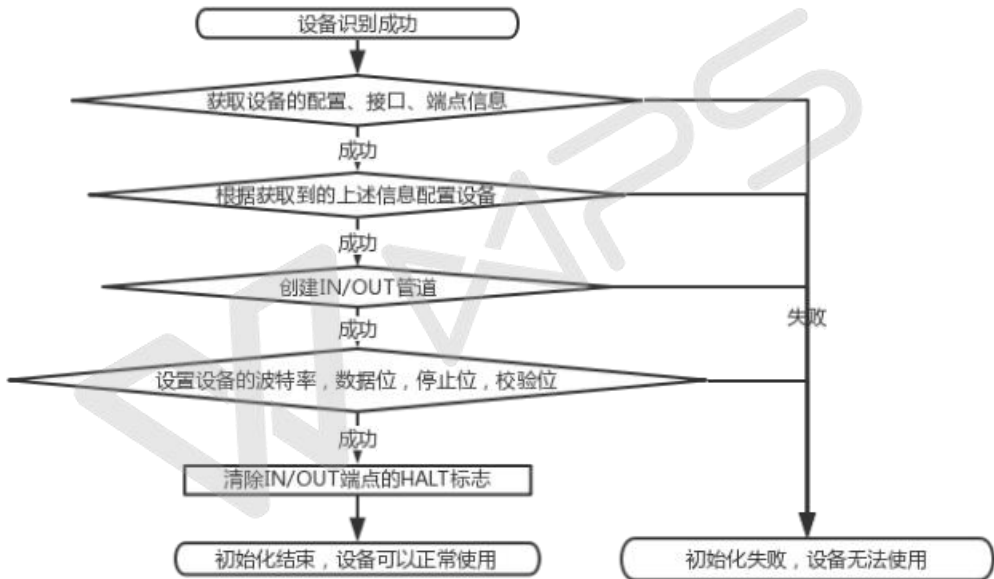 设备识别成功
获取设备的配置、接口、端点信息
成功
根据获取到的上述信息配置设备
成功
创建IN/OUT管道
失败
成功
设置设备的波特率，数据位，停止位，校验位
成功
清除IN/OUT端点的HALT标志
初始化结束，设备可以正常使用
初始化失败，设备无法使用
WPS